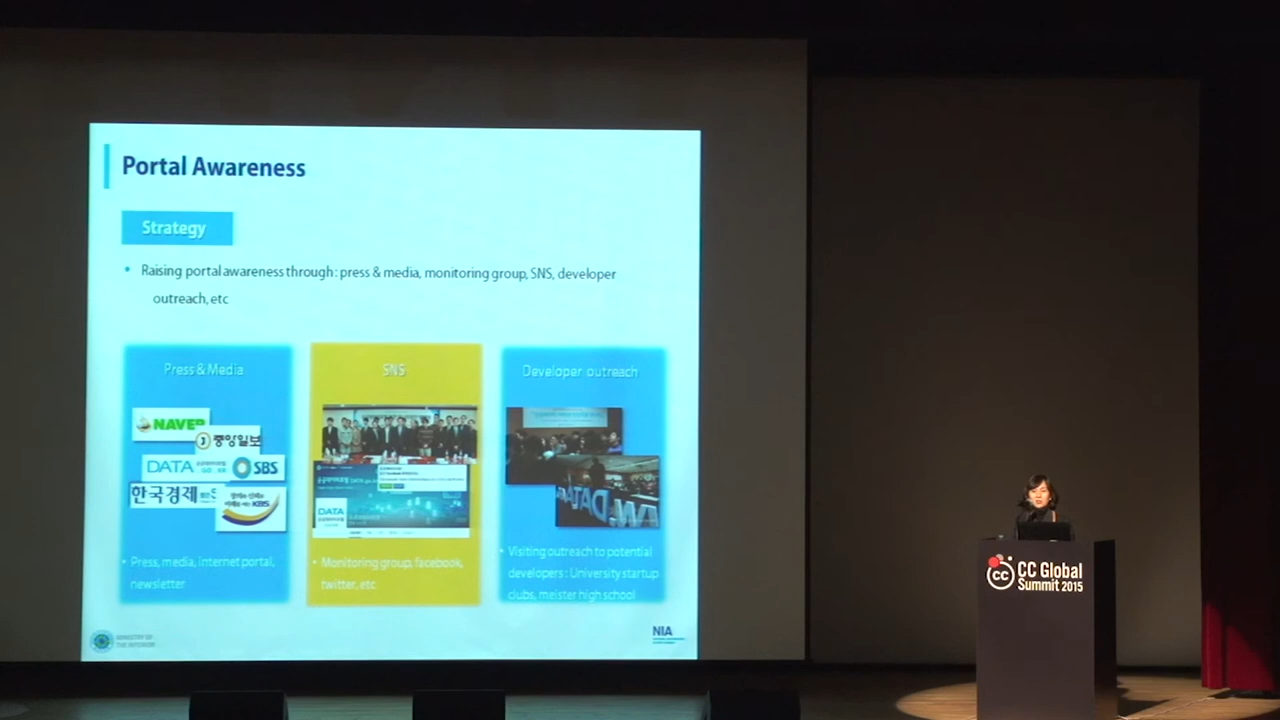 Portal Awareness
Strategy
• Raising portal awareness through : press & media, monitoring group, SNS, developer
outreach, etc
Press & Media
NAVER
중앙일보
DATA
SBS
한국경제
KBS
• Press, media, internet portal,
newsletter
SNS
DATA
• Monitoring group, facebook,
twitter, etc
Developer outreach
DATA
• Visiting outreach to potential
developers : University startup
clubs, meister high school
MINISTRY OF
THE INTERIOR
NIA
CC Global
Summit 2015